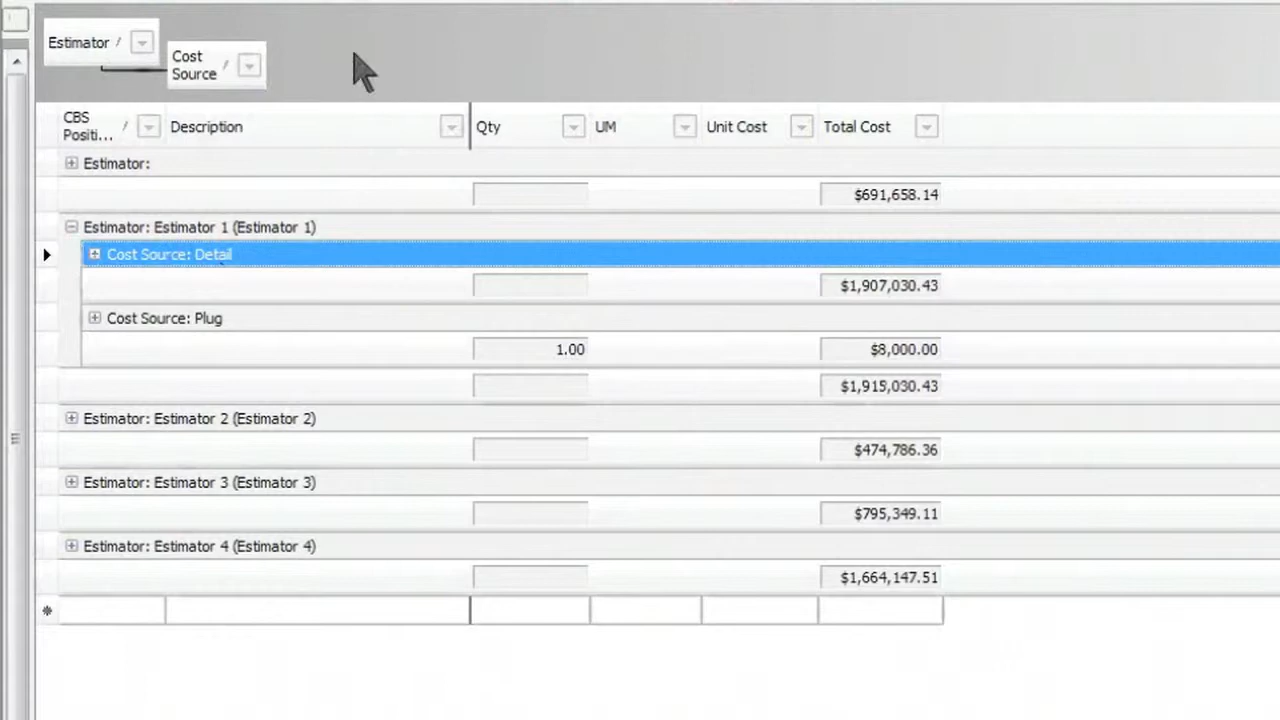 Estimator /
Cost Source /
CBS Positi... / Description Qty UM Unit Cost Total Cost
Estimator:
$691,658.14
Estimator: Estimator 1 (Estimator 1)
Cost Source: Detail
$1,907,030.43
Cost Source: Plug
1.00 $8,000.00
$1,915,030.43
Estimator: Estimator 2 (Estimator 2)
$474,786.36
Estimator: Estimator 3 (Estimator 3)
$795,349.11
Estimator: Estimator 4 (Estimator 4)
$1,664,147.51